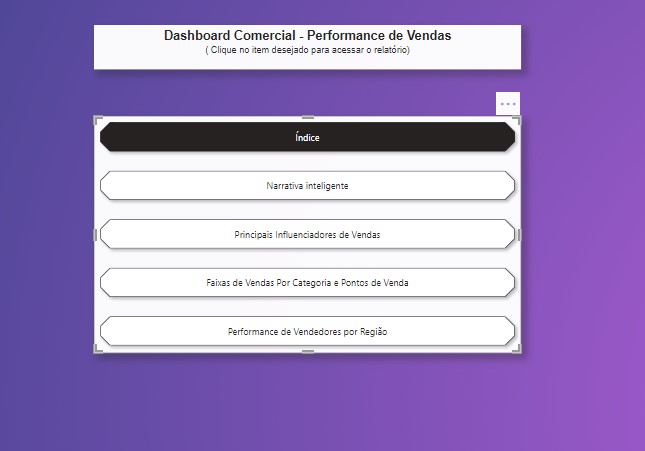 Dashboard Comercial - Performance de Vendas
( Clique no item desejado para acessar o relatório)
Índice
Narrativa inteligente
Principais Influenciadores de Vendas
Faixas de Vendas Por Categoria e Pontos de Venda
Performance de Vendedores por Região